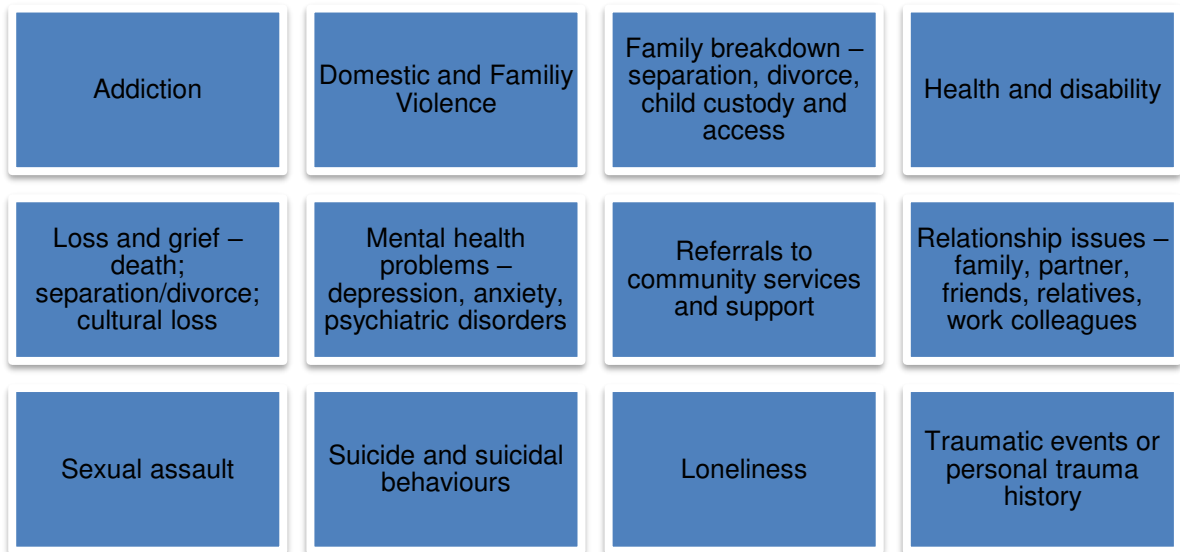 Addiction
Domestic and Familiy
Violence
Family breakdown –
separation, divorce,
child custody and
access
Health and disability
Loss and grief –
death;
separation/divorce;
cultural loss
Mental health
problems –
depression, anxiety,
psychiatric disorders
Referrals to
community services
and support
Relationship issues –
family, partner,
friends, relatives,
work colleagues
Sexual assault
Suicide and suicidal
behaviours
Loneliness
Traumatic events or
personal trauma
history